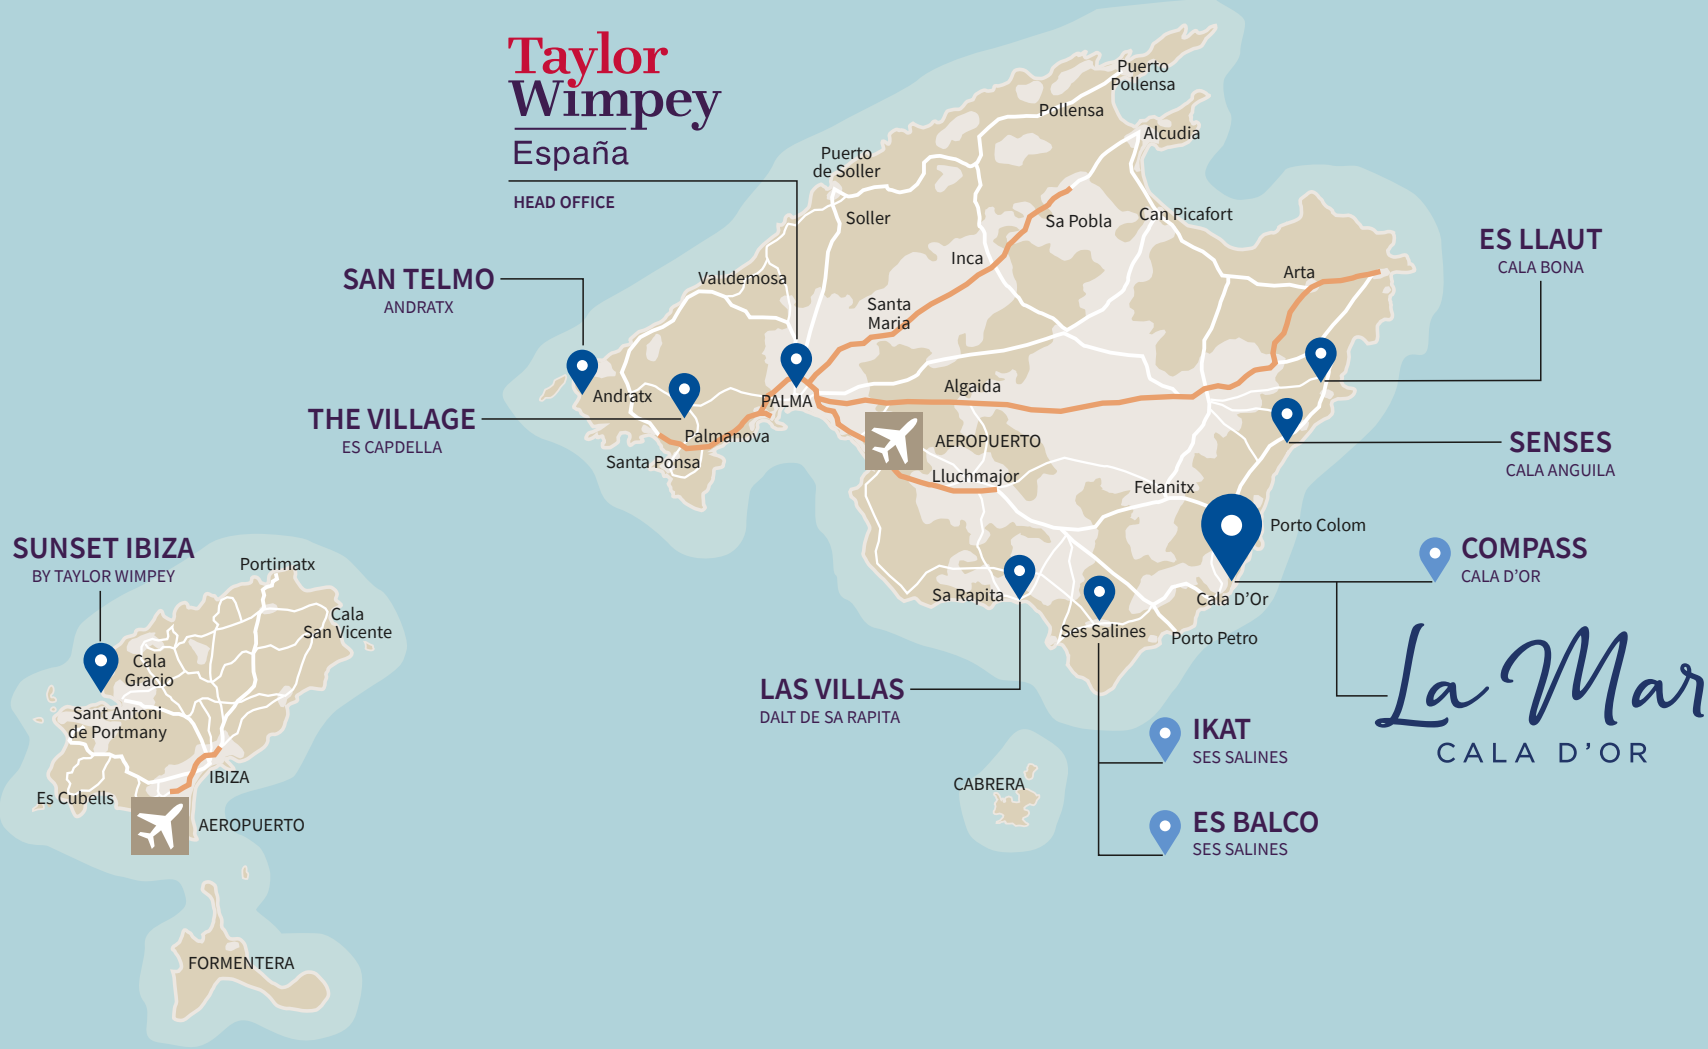 Taylor
Wimpey
España
HEAD OFFICE
Puerto
Pollensa
Pollensa
Alcudia
Puerto
de Soller
Soller
Sa Pobla
Can Picafort
Inca
Arta
Valldemosa
Santa
Maria
ES LLAUT
CALA BONA
SAN TELMO
ANDRATX
Andratx
PALMA
Algaida
THE VILLAGE
ES CAPDELLA
Palmanova
Santa Ponsa
AEROPUERTO
Lluchmajor
Felanitx
SENSES
CALA ANGUILA
Porto Colom
COMPASS
CALA D'OR
Sa Rapita
Cala D'Or
Ses Salines
Porto Petro
LAS VILLAS
DALT DE SA RAPITA
La Mar
CALA D'OR
IKAT
SES SALINES
CABRERA
ES BALCO
SES SALINES
SUNSET IBIZA
BY TAYLOR WIMPEY
Portimatx
Cala
San Vicente
Cala
Gracio
Sant Antoni
de Portmany
IBIZA
Es Cubells
AEROPUERTO
FORMENTERA